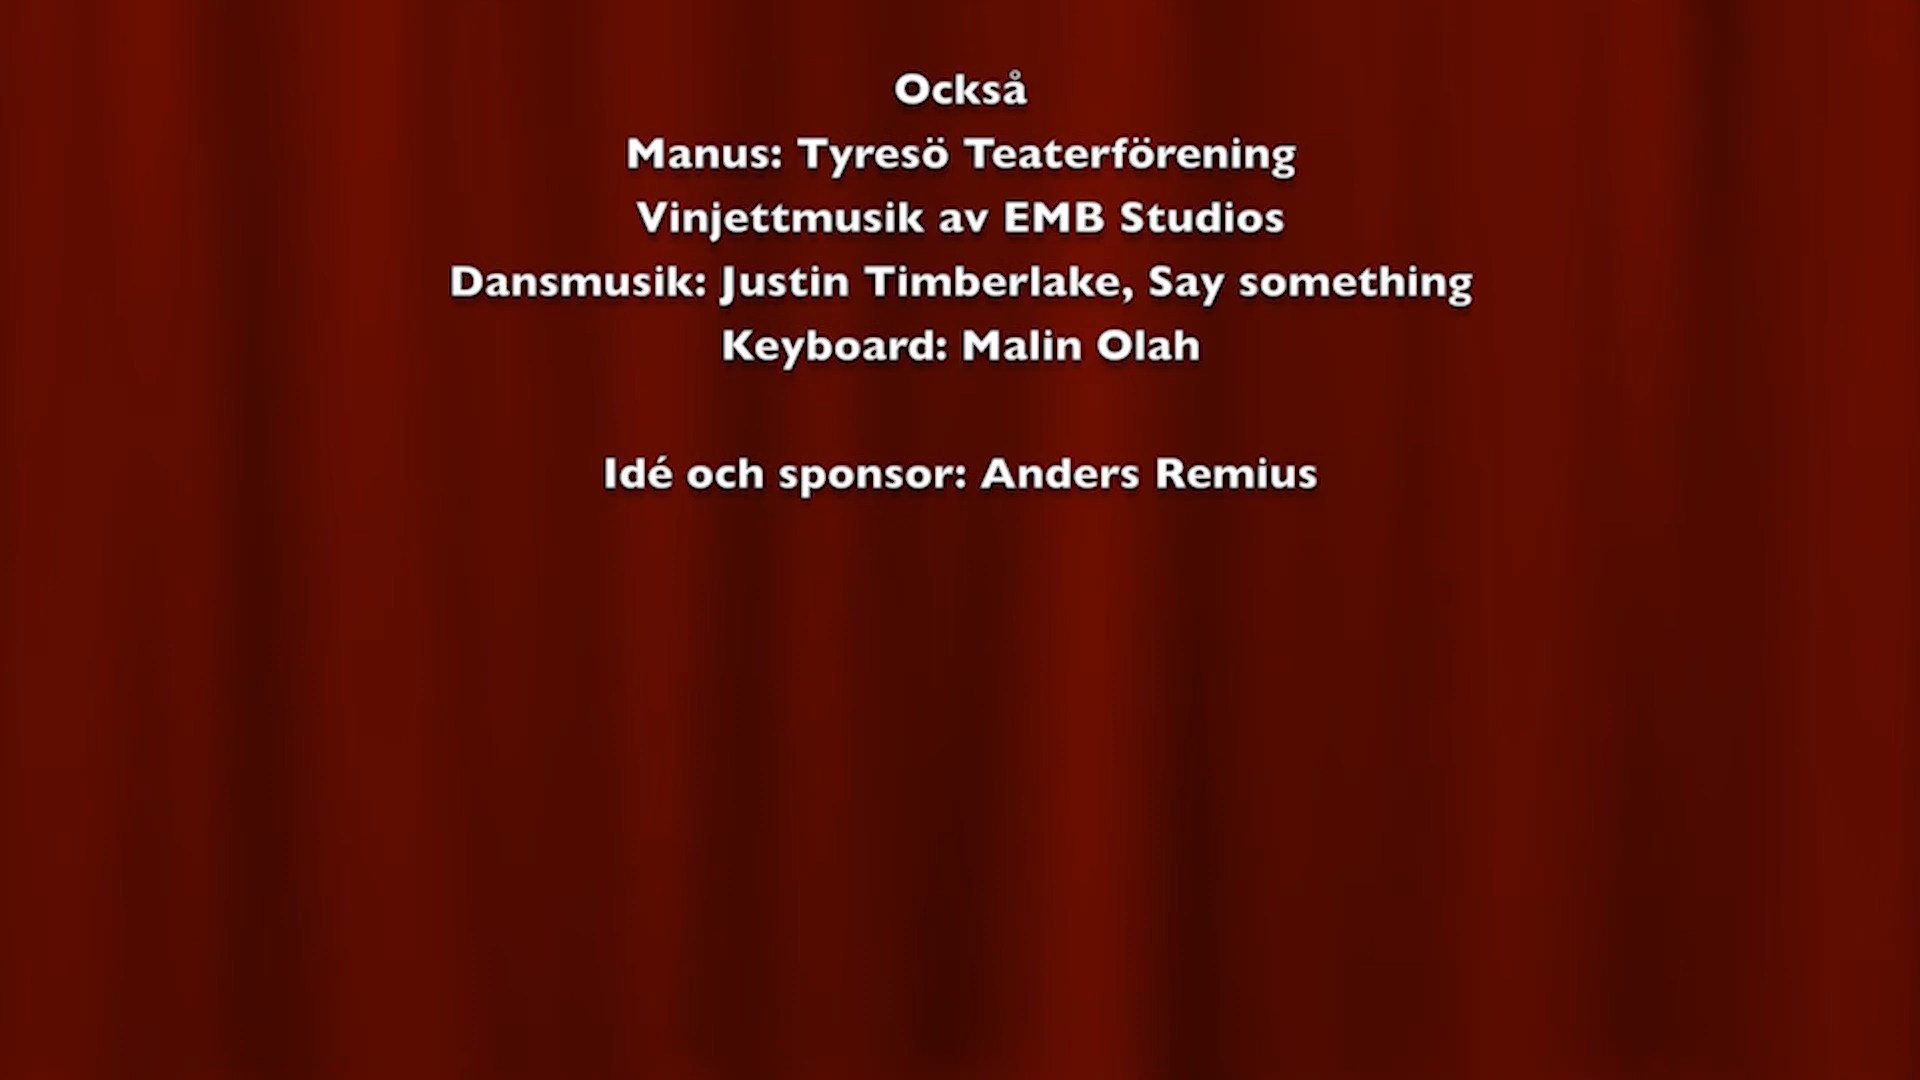 Också
Manus: Tyresö Teaterförening
Vinjettmusik av EMB Studios
Dansmusik: Justin Timberlake, Say something
Keyboard: Malin Olah
Idé och sponsor: Anders Remius